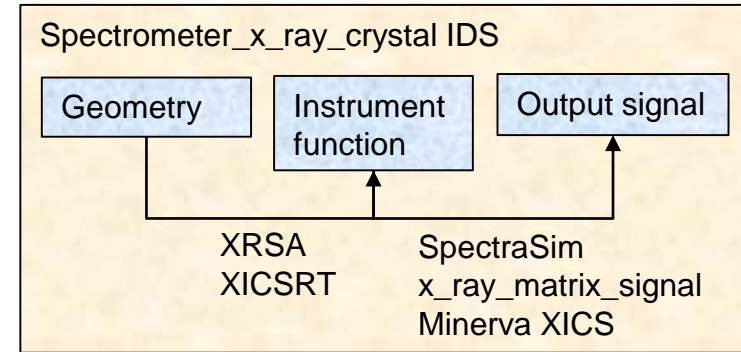 Spectrometer_x_ray_crystal IDS
Geometry
Instrument
function
Output signal
XRSA
XICSRT
SpectraSim
x_ray_matrix_signal
Minerva XICS